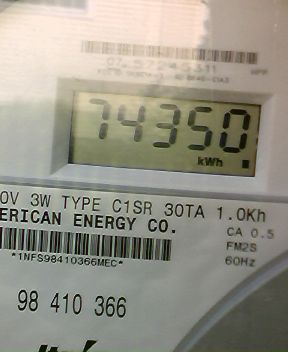 74350
kWh
0V 3W TYPE C1SR 30TA 1.0Kh
ERICAN ENERGY CO.
CA 0.5
FM2S
60Hz
*1NFS98410366MEC*
98 410 366